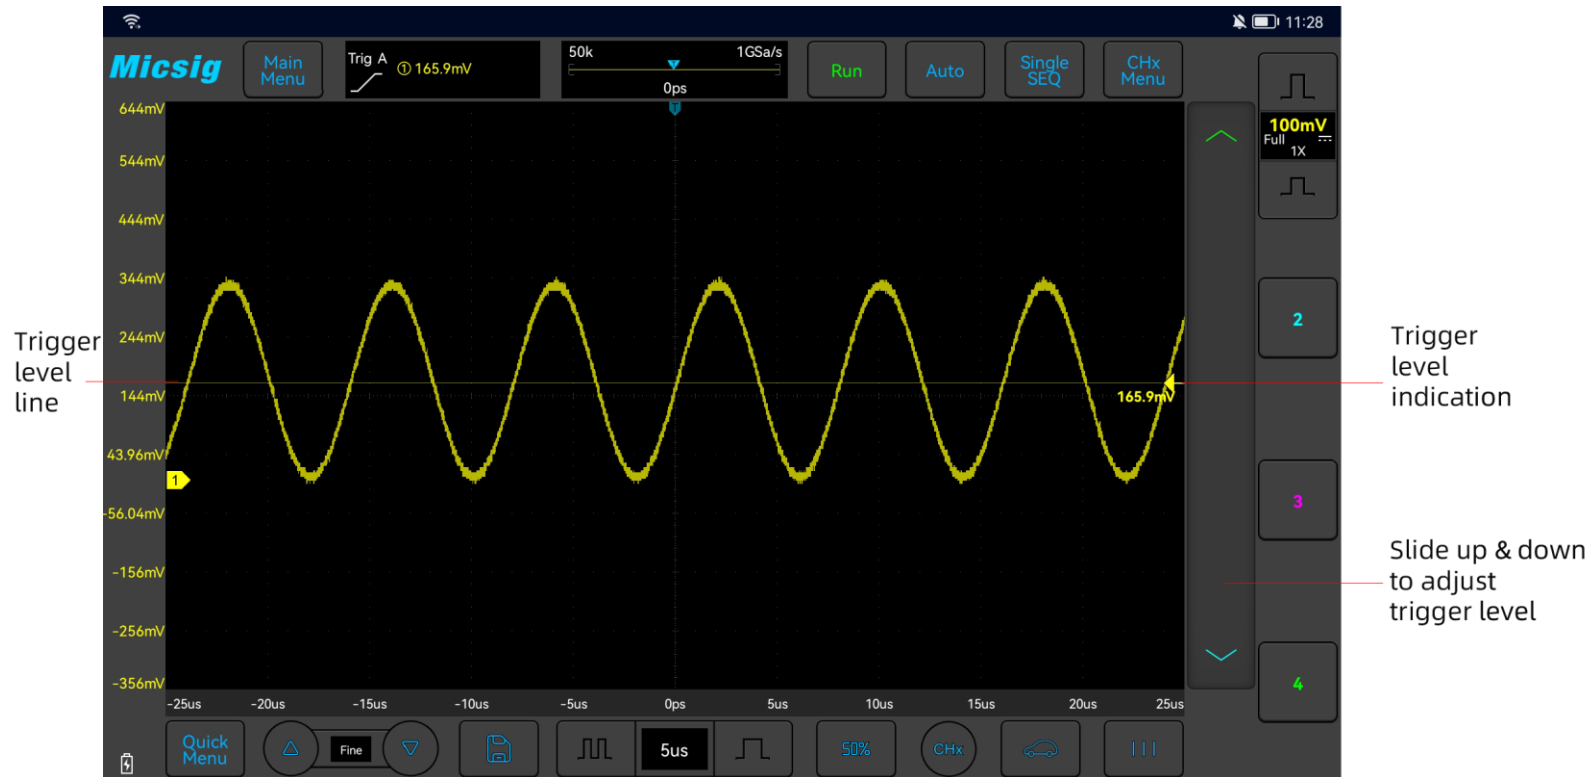 11:28
Micsig
Main
Menu
Trig A
① 165.9mV
50k
1GSa/s
0ps
Run
Auto
Single
SEQ
CHx
Menu
T
644mV
544mV
444mV
344mV
244mV
144mV
43.96mV
-56.04mV
-156mV
-256mV
-356mV
1
165.9mV
100mV
Full
1X
2
3
4
Trigger
level
line
Trigger
level
indication
Slide up & down
to adjust
trigger level
-25us
-20us
-15us
-10us
-5us
0ps
5us
10us
15us
20us
25us
Quick
Menu
Fine
5us
50%
CHx